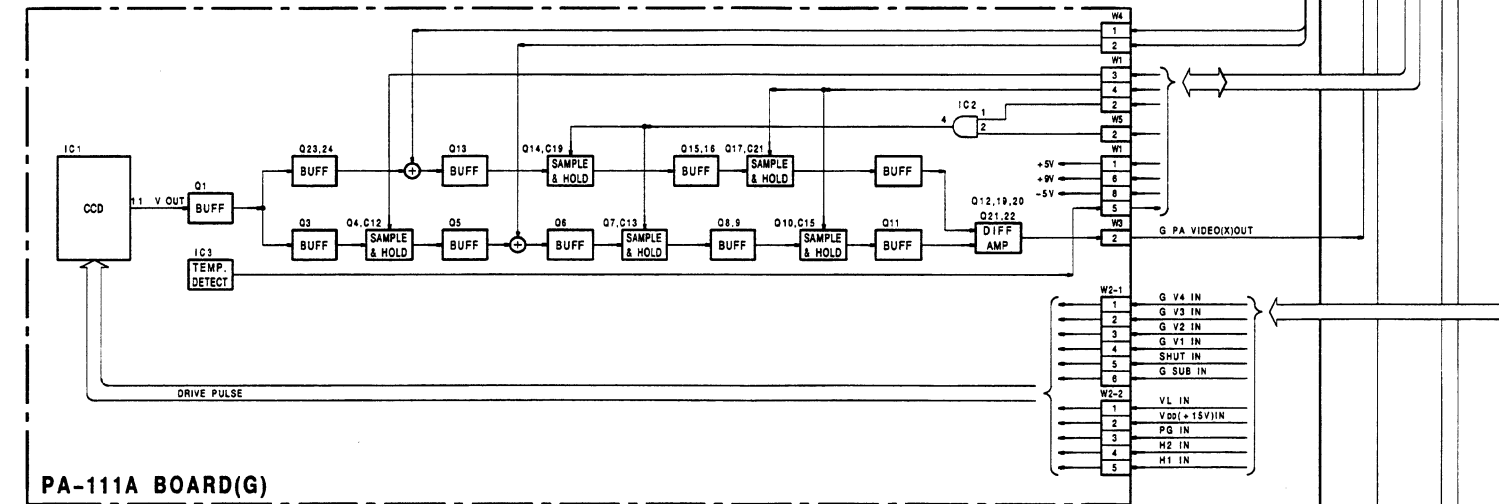 W4
1
2
W1
3
4
2
IC2
1
4
2
W5
2
W1
+5V
1
+9V
6
-5V
8
5
IC1
CCD
11 V OUT
Q1
BUFF
Q23,24
BUFF
+
Q13
BUFF
Q14,C19
SAMPLE
& HOLD
Q15,16
BUFF
Q17,C21
SAMPLE
& HOLD
BUFF
Q3
BUFF
Q4,C12
SAMPLE
& HOLD
Q5
BUFF
+
Q6
BUFF
Q7,C13
SAMPLE
& HOLD
Q8,9
BUFF
Q10,C15
SAMPLE
& HOLD
Q11
BUFF
Q12,19,20
Q21,22
DIFF
AMP
W3
2
G PA VIDEO(X)OUT
IC3
TEMP.
DETECT
W2-1
1 G V4 IN
2 G V3 IN
3 G V2 IN
4 G V1 IN
5 SHUT IN
6 G SUB IN
DRIVE PULSE
W2-2
1 VL IN
2 VDD(+15V)IN
3 PG IN
4 H2 IN
5 H1 IN
PA-111A BOARD(G)